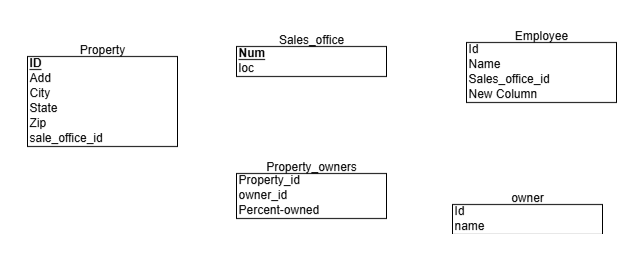 Property
ID
Add
City
State
Zip
sale_office_id
Sales_office
Num
loc
Employee
Id
Name
Sales_office_id
New Column
Property_owners
Property_id
owner_id
Percent-owned
owner
Id
name